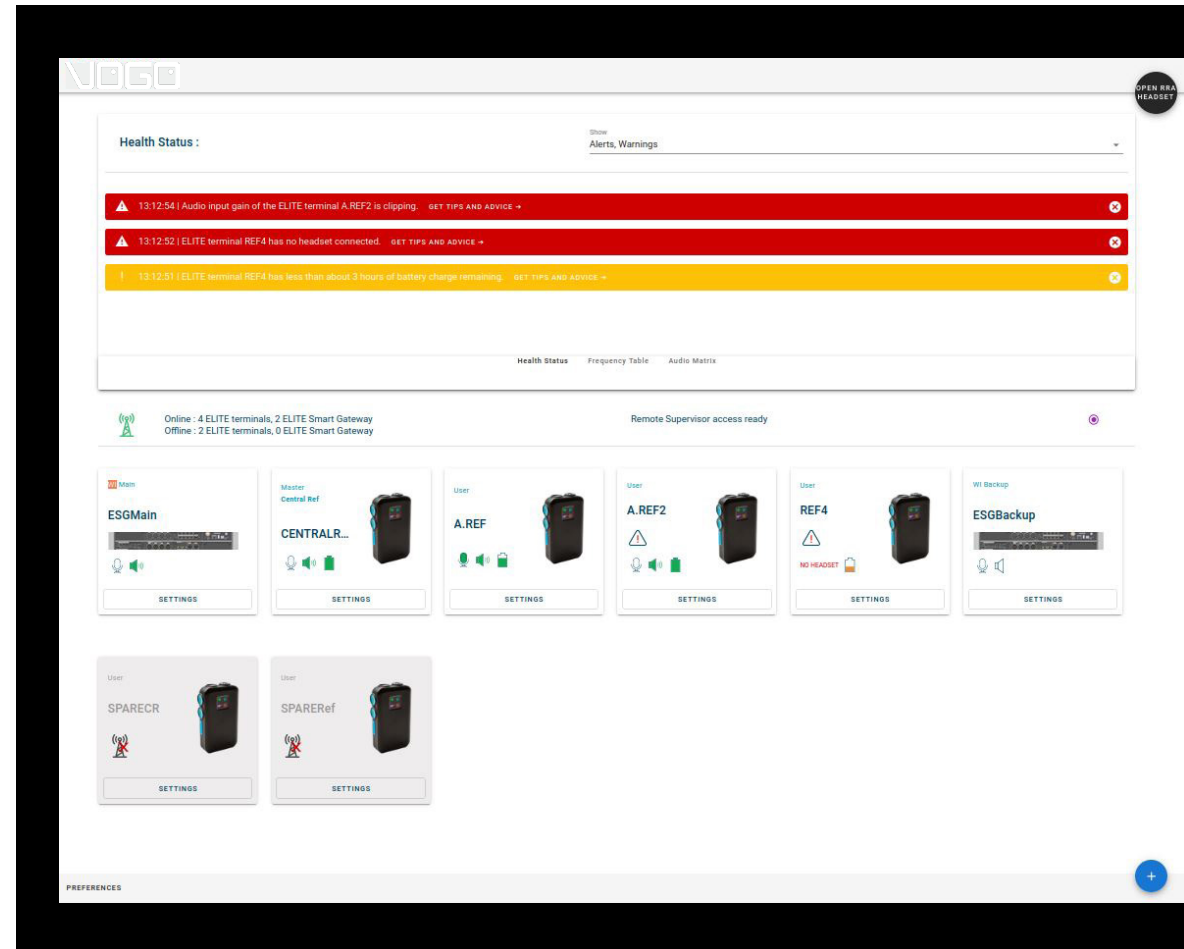 VOGO
OPEN RRA
HEADSET
Health Status :
Show
Alerts, Warnings
13:12:54 | Audio input gain of the ELITE terminal A.REF2 is clipping. GET TIPS AND ADVICE →
13:12:52 | ELITE terminal REF4 has no headset connected. GET TIPS AND ADVICE →
13:12:51 | ELITE terminal REF4 has less than about 3 hours of battery charge remaining. GET TIPS AND ADVICE →
Health Status Frequency Table Audio Matrix
Online : 4 ELITE terminals, 2 ELITE Smart Gateway
Offline : 2 ELITE terminals, 0 ELITE Smart Gateway
Remote Supervisor access ready
WI Main
ESGMain
SETTINGS
Master
Central Ref
CENTRALR...
SETTINGS
User
A.REF
SETTINGS
User
A.REF2
SETTINGS
User
REF4
NO HEADSET
SETTINGS
WI Backup
ESGBackup
SETTINGS
User
SPARECR
SETTINGS
User
SPARERef
SETTINGS
PREFERENCES
+